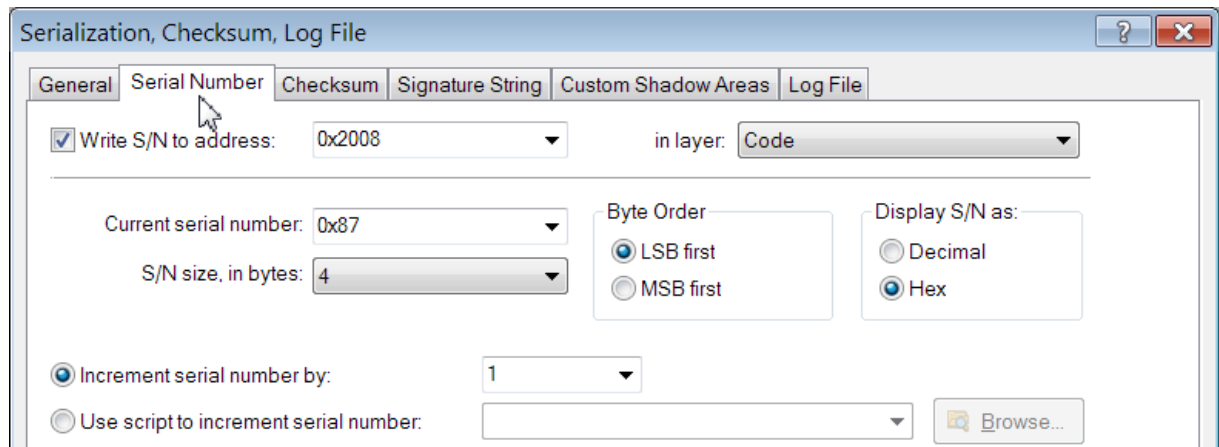 Serialization, Checksum, Log File
General Serial Number Checksum Signature String Custom Shadow Areas Log File
Write S/N to address: 0x2008 in layer: Code
Current serial number: 0x87 Byte Order Display S/N as:
LSB first Decimal
S/N size, in bytes: 4
MSB first Hex
Increment serial number by: 1
Use script to increment serial number: Browse...